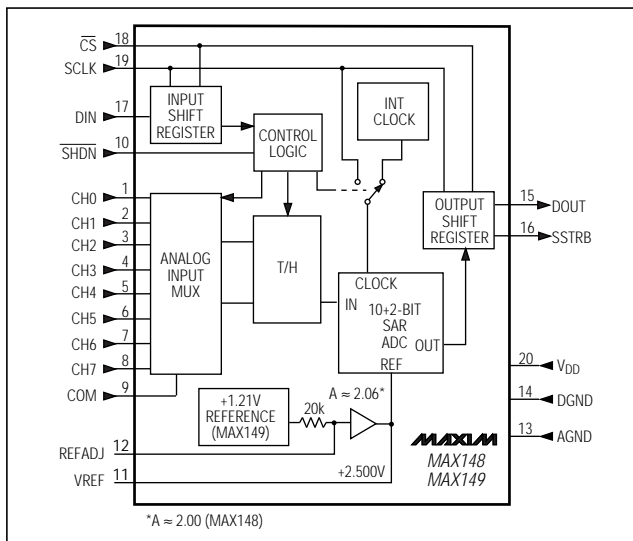 CS 18
SCLK 19
DIN 17
SHDN 10
CH0 1
CH1 2
CH2 3
CH3 4
CH4 5
CH5 6
CH6 7
CH7 8
COM 9
REFADJ 12
VREF 11
INPUT
SHIFT
REGISTER
CONTROL
LOGIC
INT
CLOCK
ANALOG
INPUT
MUX
T/H
CLOCK
IN
10+2-BIT
SAR
ADC
OUT
REF
OUTPUT
SHIFT
REGISTER
15 DOUT
16 SSTRB
20 VDD
14 DGND
13 AGND
+1.21V
REFERENCE
(MAX149)
20k
A ≈ 2.06*
+2.500V
MAXIM
MAX148
MAX149
*A ≈ 2.00 (MAX148)